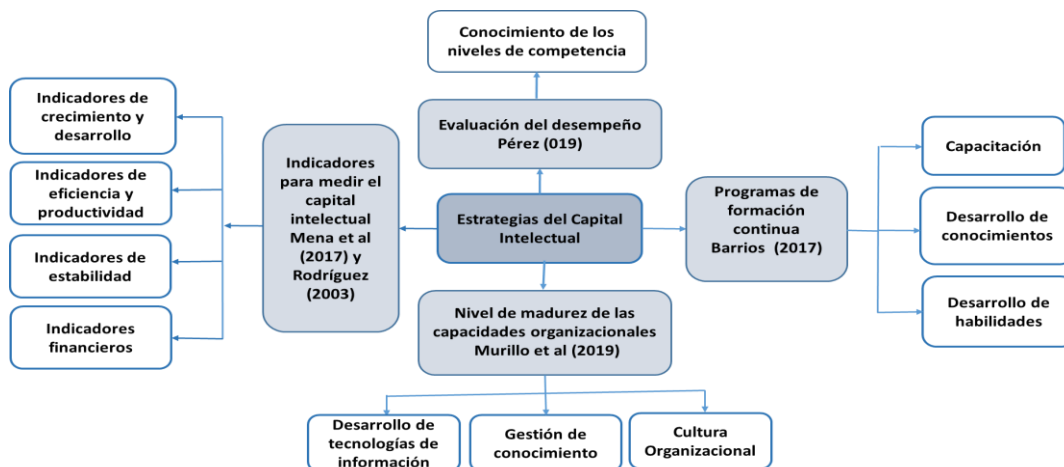 Conocimiento de los
niveles de competencia
Evaluación del desempeño
Pérez (019)
Indicadores de
crecimiento y
desarrollo
Indicadores de
eficiencia y
productividad
Indicadores de
estabilidad
Indicadores
financieros
Indicadores
para medir el
capital
intelectual
Mena et al
(2017) y
Rodríguez
(2003)
Estrategias del Capital
Intelectual
Programas de
formación
continua
Barrios (2017)
Capacitación
Desarrollo de
conocimientos
Desarrollo de
habilidades
Nivel de madurez de las
capacidades organizacionales
Murillo et al (2019)
Desarrollo de
tecnologías de
información
Gestión de
conocimiento
Cultura
Organizacional